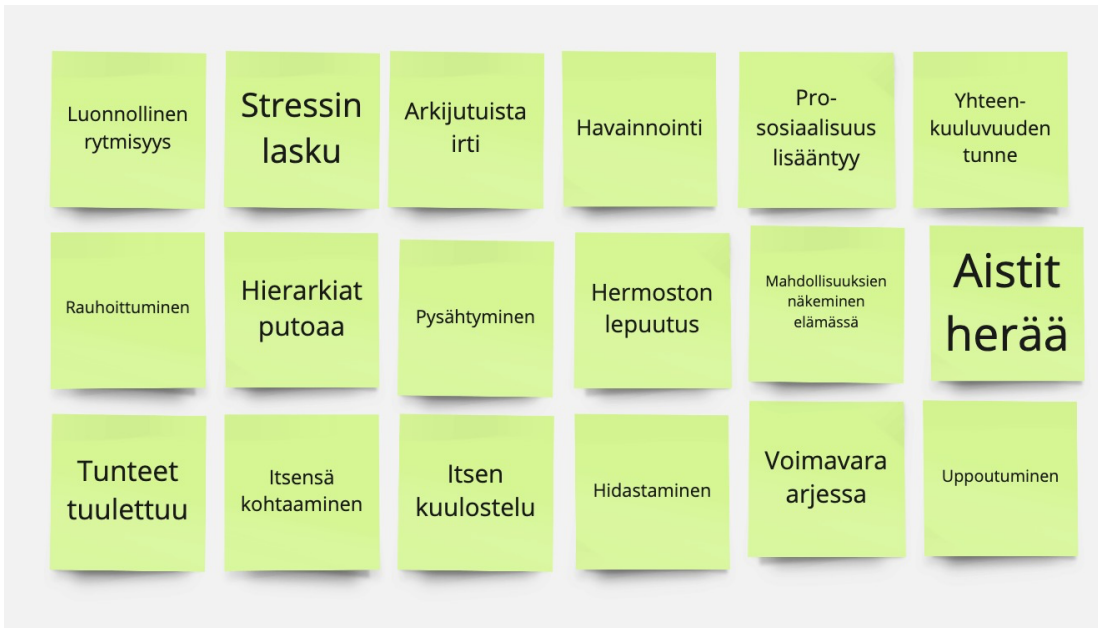 Luonnollinen
rytmisyys
Stressin
lasku
Arkijutuista
irti
Havainnointi
Pro-
sosiaalisuus
lisääntyy
Yhteen-
kuuluvuuden
tunne
Rauhoittuminen
Hierarkiat
putoaa
Pysähtyminen
Hermoston
lepuutus
Mahdollisuuksien
näkeminen
elämässä
Aistit
herää
Tunteet
tuulettuu
Itsensä
kohtaaminen
Itsen
kuulostelu
Hidastaminen
Voimavara
arjessa
Uppoutuminen